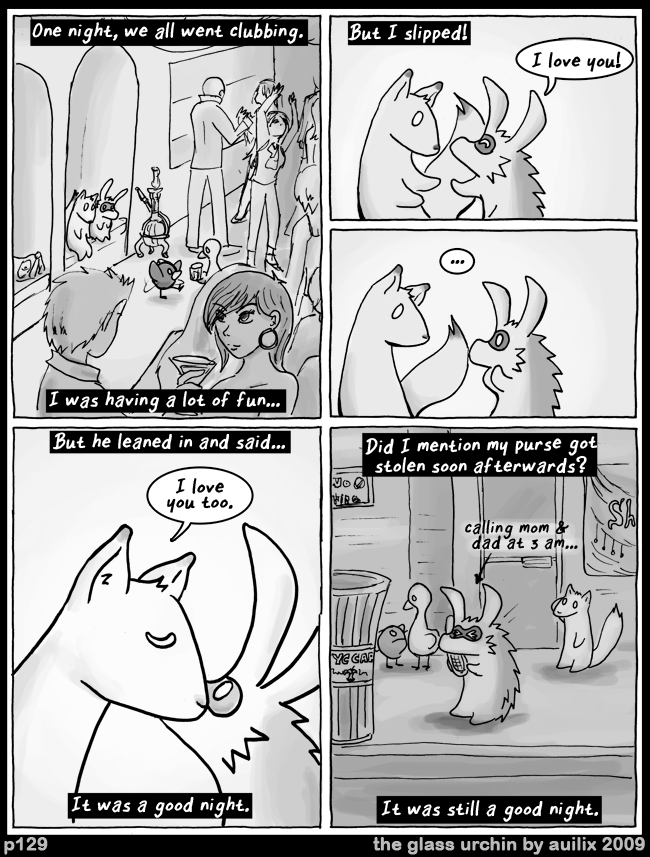 One night, we all went clubbing.
I was having a lot of fun...
But I slipped!
I love you!
...
But he leaned in and said...
I love
you too.
It was a good night.
Did I mention my purse got
stolen soon afterwards?
calling mom &
dad at 3 am...
Sh
It was still a good night.
p129
the glass urchin by auilix 2009